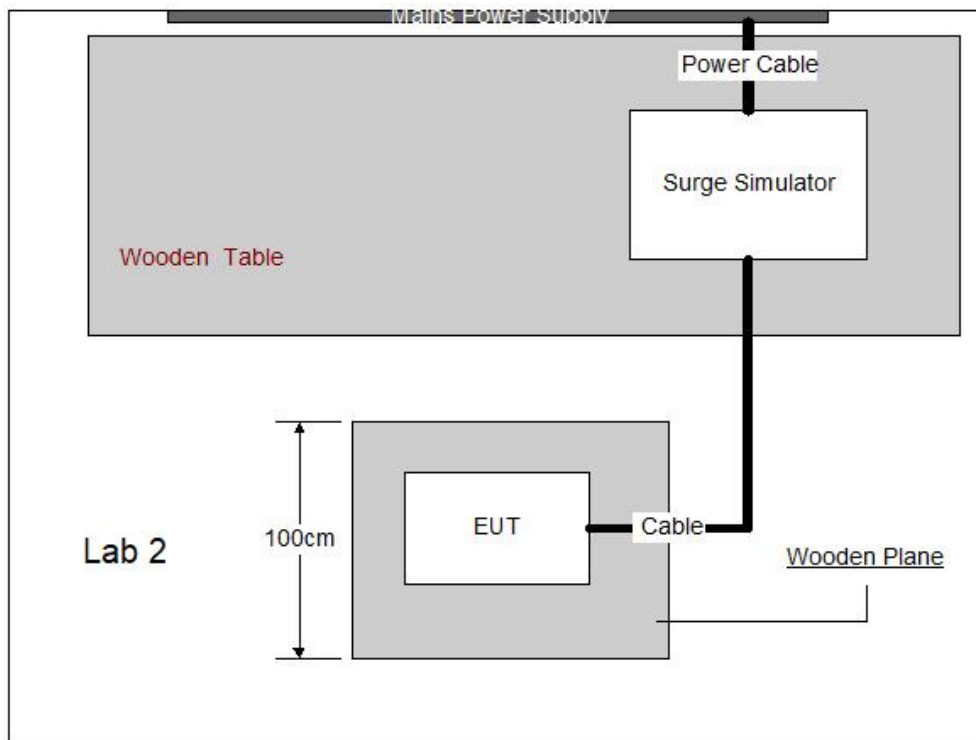 Mains Power Supply
Power Cable
Surge Simulator
Wooden Table
EUT
Cable
100cm
Lab 2
Wooden Plane